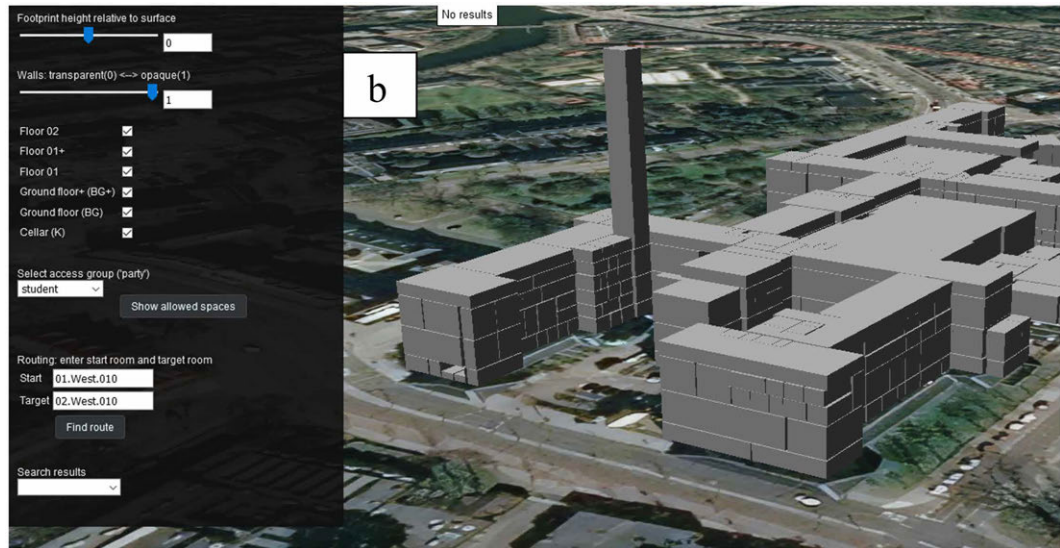 Footprint height relative to surface
0
Walls: transparent(0) <--> opaque(1)
1
Floor 02
Floor 01+
Floor 01
Ground floor+ (BG+)
Ground floor (BG)
Cellar (K)
Select access group ('party')
student
Show allowed spaces
Routing: enter start room and target room
Start 01.West.010
Target 02.West.010
Find route
Search results
No results
b